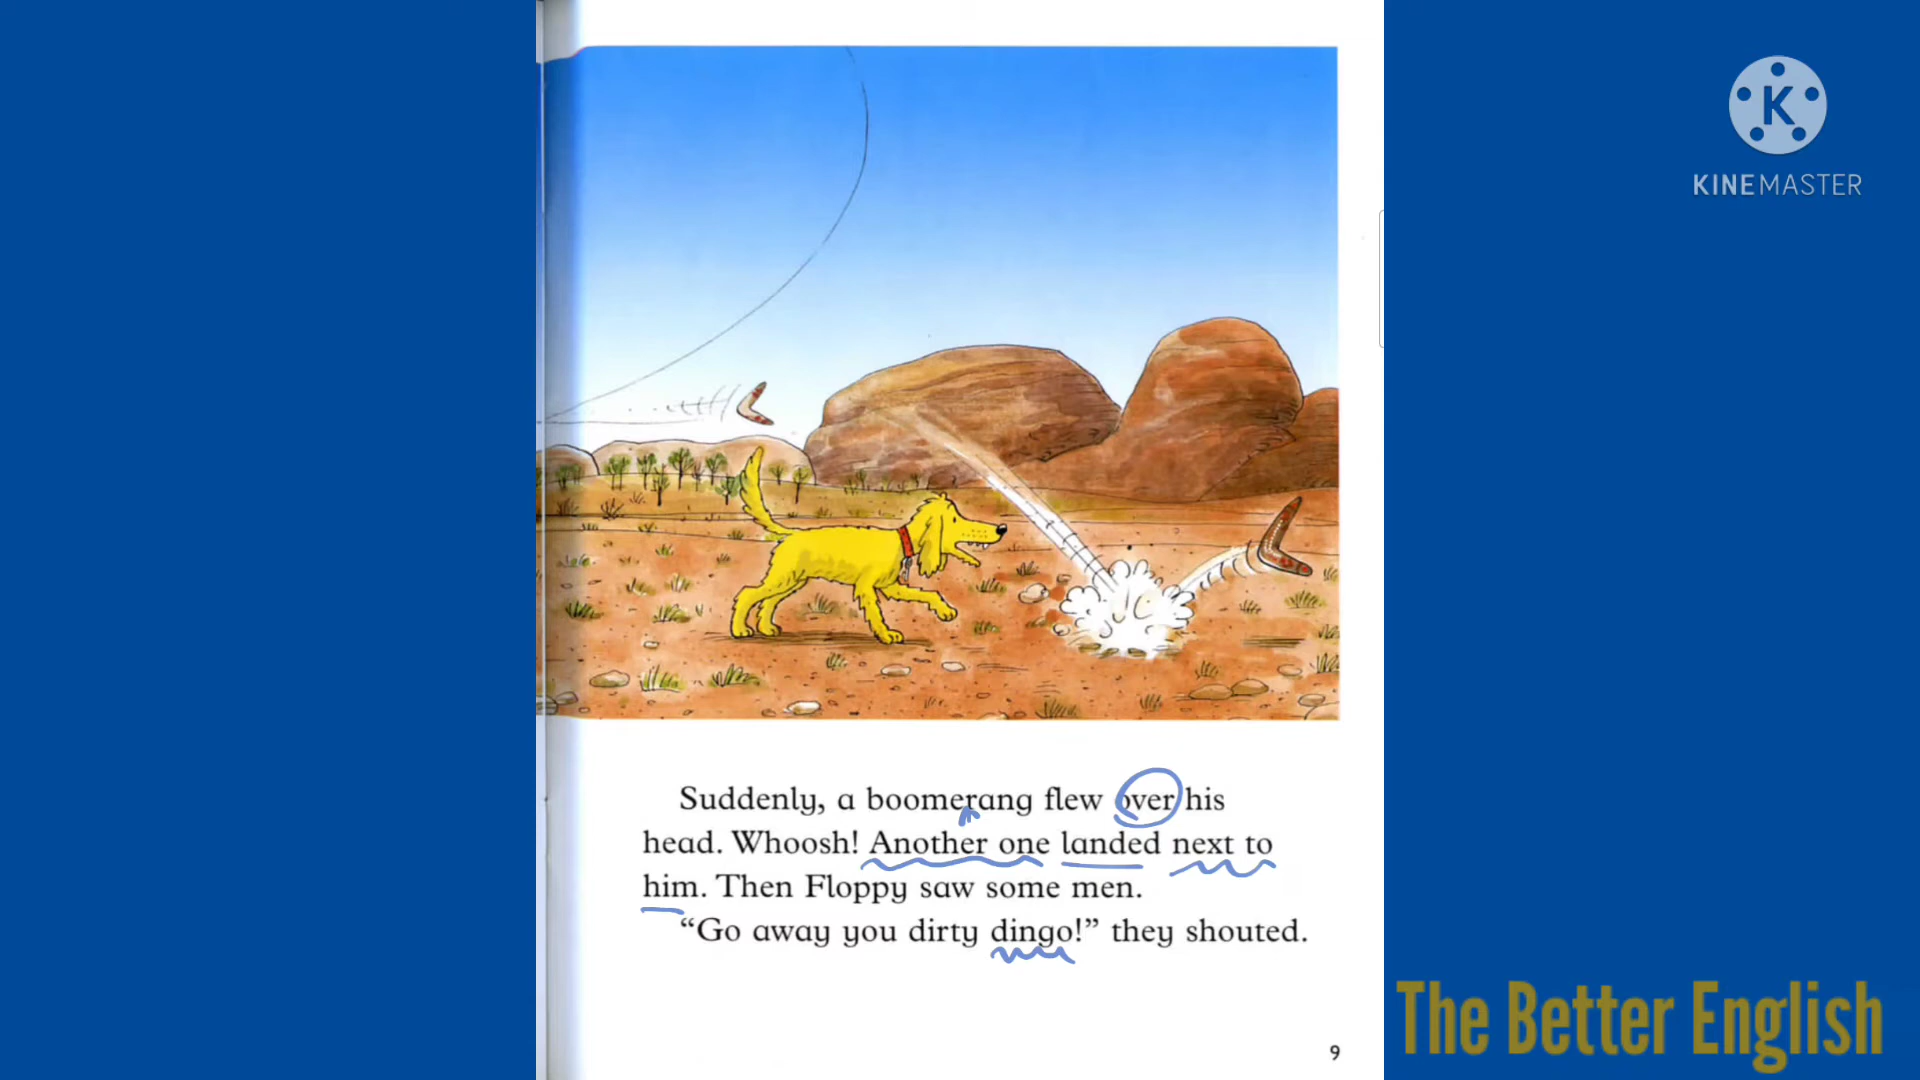 K
KINEMASTER
Suddenly, a boomerang flew over his
head. Whoosh! Another one landed next to
him. Then Floppy saw some men.
“Go away you dirty dingo!” they shouted.
9
The Better English